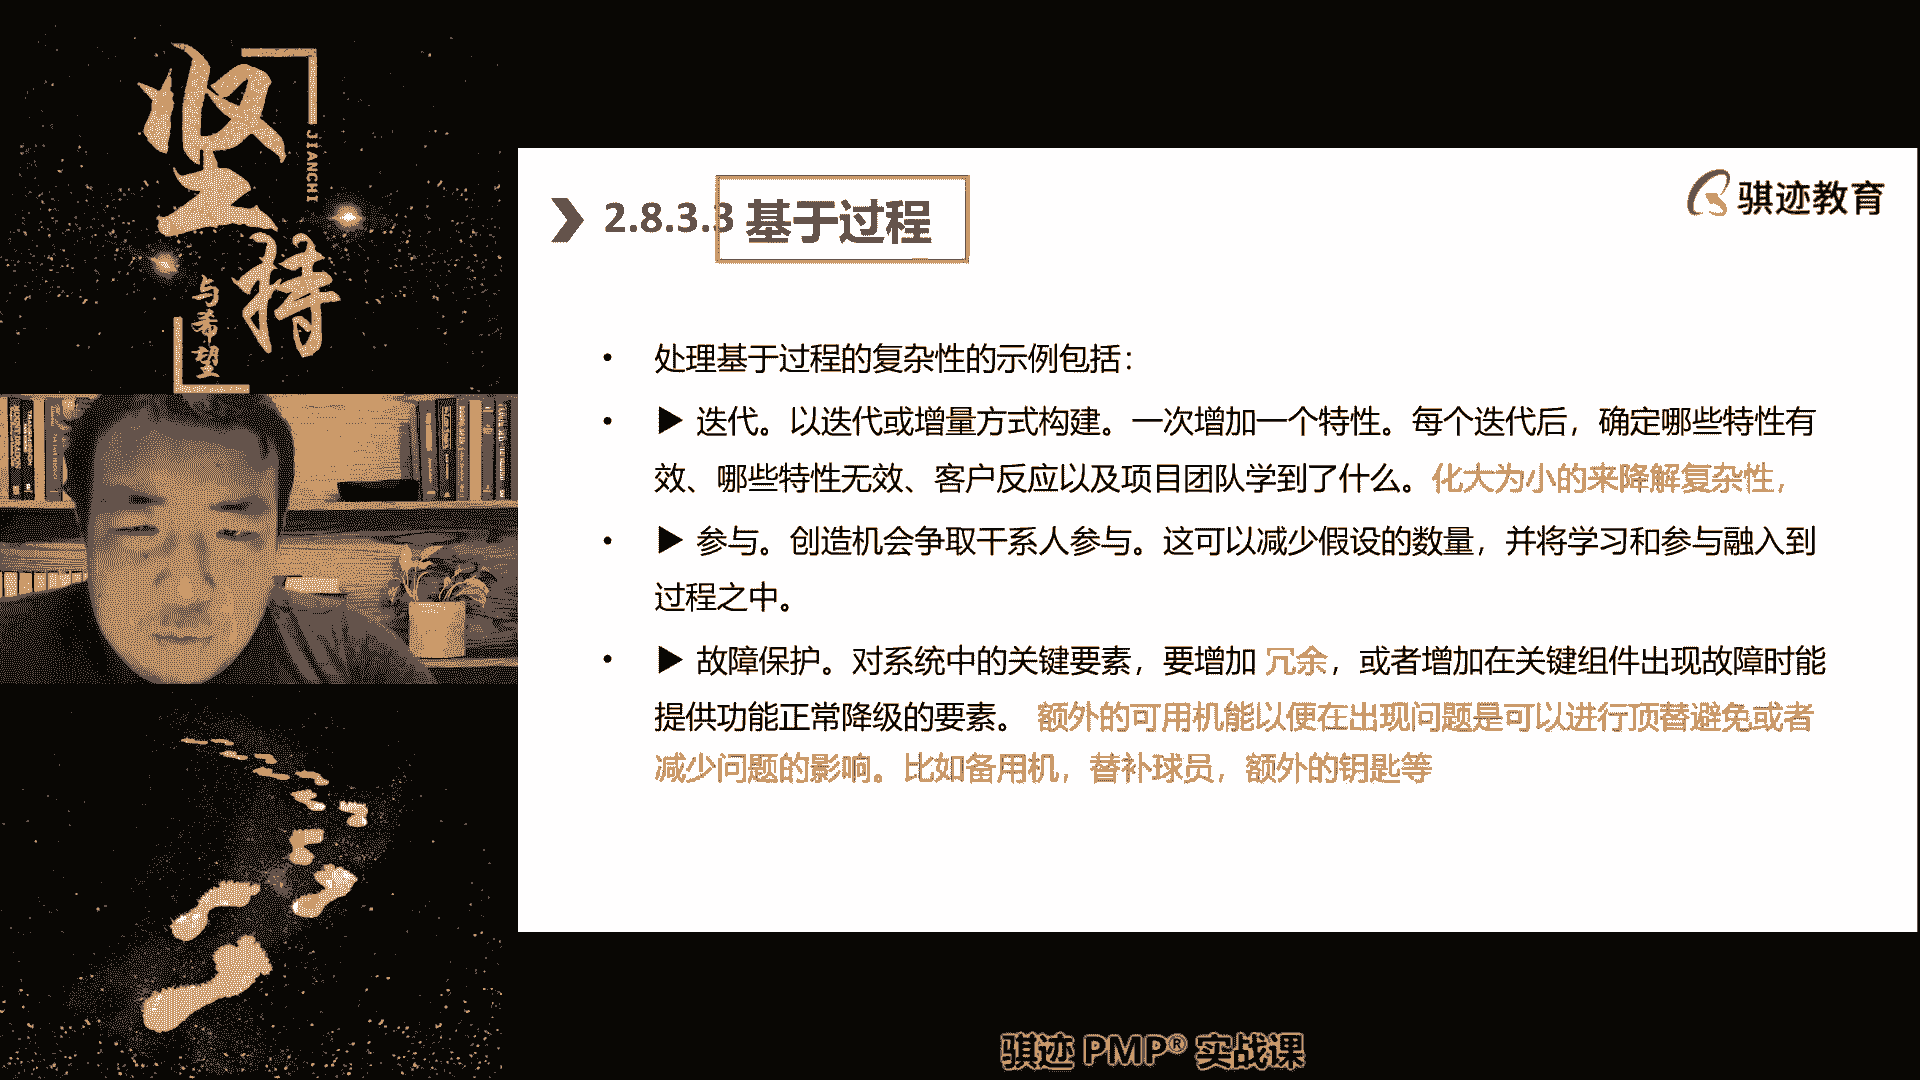 坚持
JIANCHI
与希望
2.8.3.3 基于过程
骐迹教育
• 处理基于过程的复杂性的示例包括：
• ▶ 迭代。以迭代或增量方式构建。一次增加一个特性。每个迭代后，确定哪些特性有
效、哪些特性无效、客户反应以及项目团队学到了什么。化大为小的来降解复杂性，
• ▶ 参与。创造机会争取干系人参与。这可以减少假设的数量，并将学习和参与融入到
过程之中。
• ▶ 故障保护。对系统中的关键要素，要增加 冗余，或者增加在关键组件出现故障时能
提供功能正常降级的要素。 额外的可用机能以便在出现问题是可以进行顶替避免或者
减少问题的影响。比如备用机，替补球员，额外的钥匙等
骐迹 PMP® 实战课